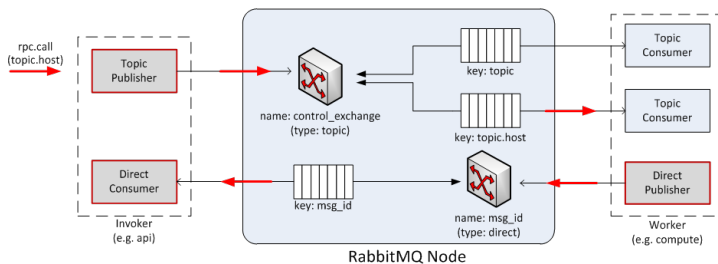 rpc.call
(topic.host)
Topic
Publisher
name: control_exchange
(type: topic)
key: topic
key: topic.host
Topic
Consumer
Topic
Consumer
Direct
Consumer
key: msg_id
name: msg_id
(type: direct)
Direct
Publisher
Invoker
(e.g. api)
Worker
(e.g. compute)
RabbitMQ Node